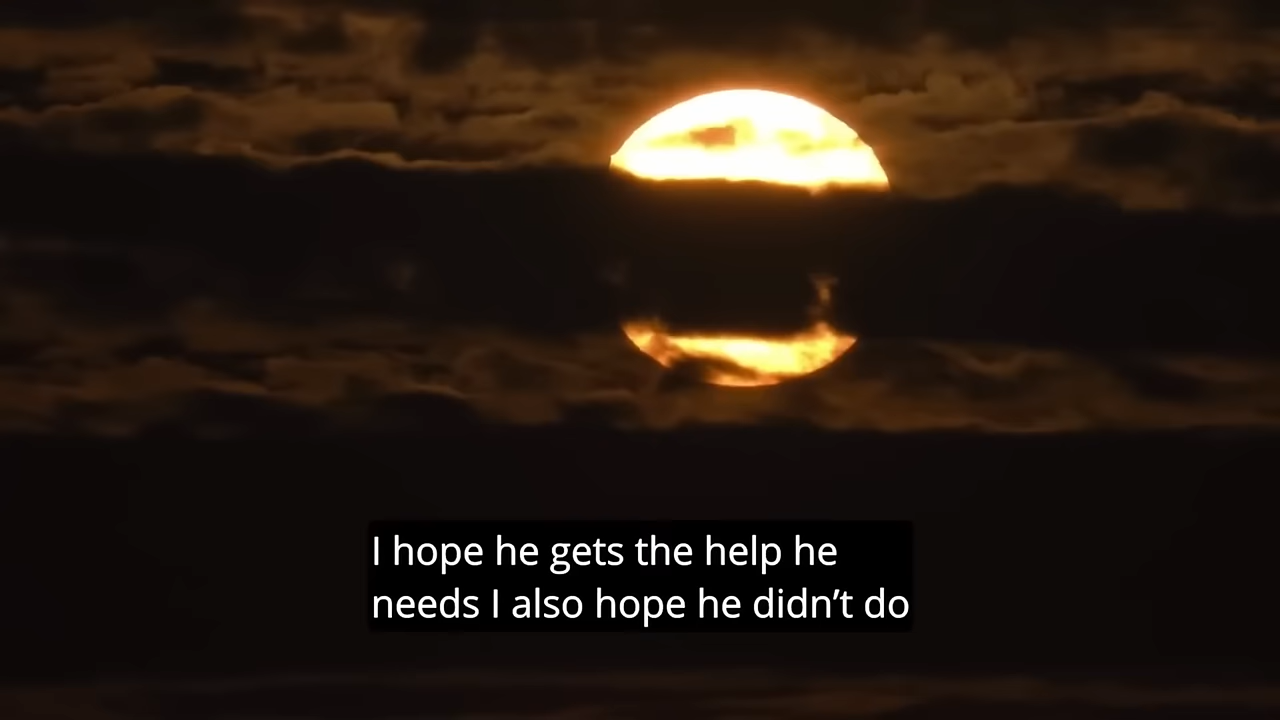 I hope he gets the help he
needs I also hope he didn’t do